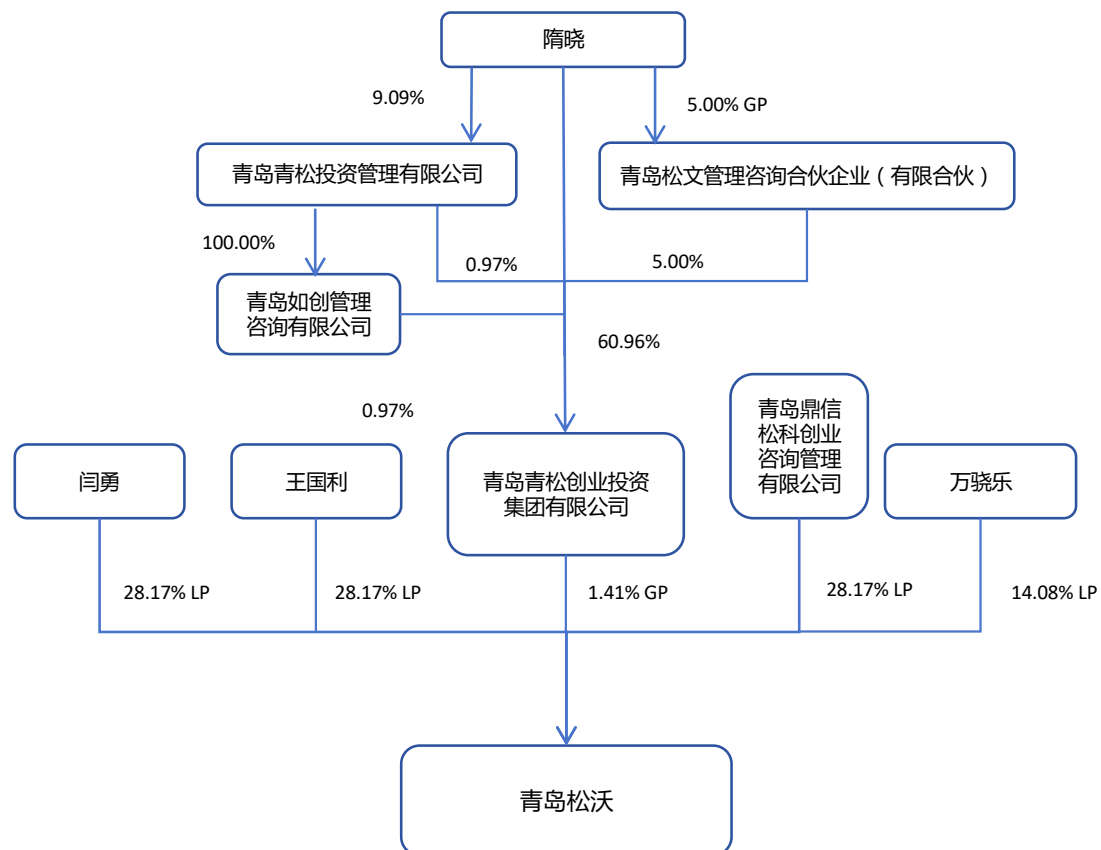 隋晓
9.09%
5.00% GP
青岛青松投资管理有限公司
青岛松文管理咨询合伙企业（有限合伙）
100.00%
0.97%
5.00%
青岛如创管理
咨询有限公司
60.96%
0.97%
闫勇
王国利
青岛青松创业投资
集团有限公司
青岛鼎信
松科创业
咨询管理
有限公司
万骁乐
28.17% LP
28.17% LP
1.41% GP
28.17% LP
14.08% LP
青岛松沃